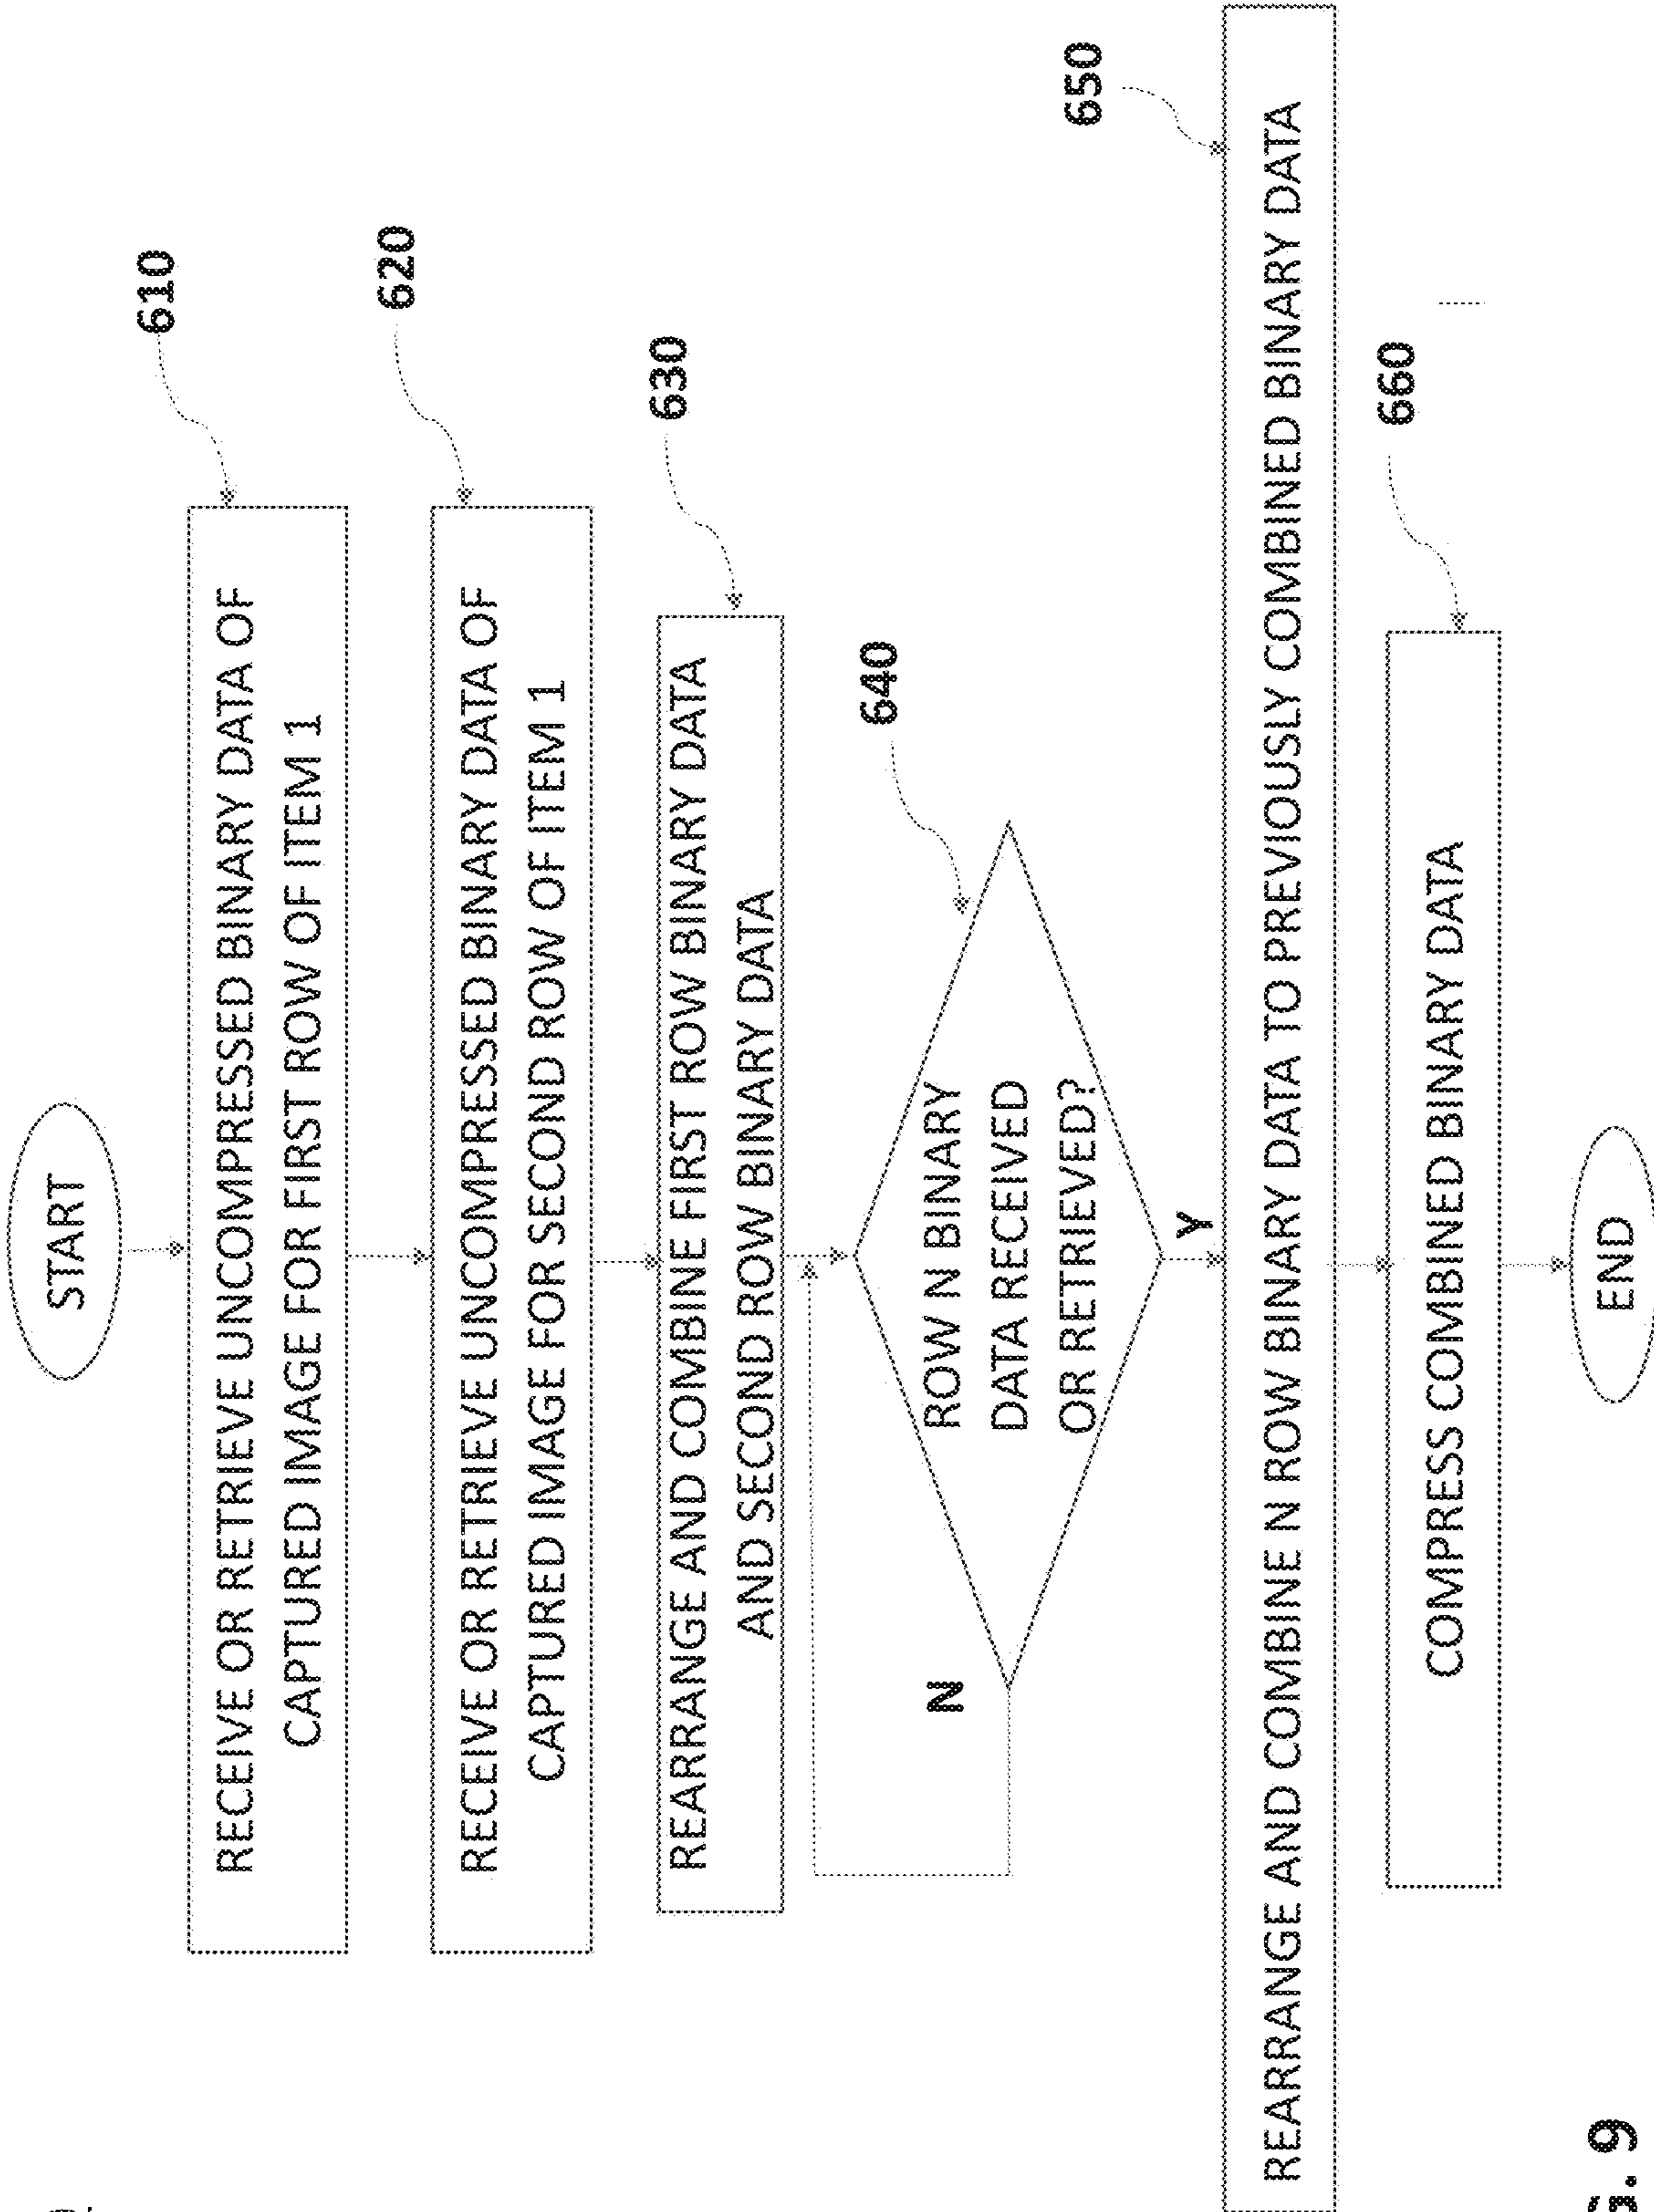 START
610
RECEIVE OR RETRIEVE UNCOMPRESSED BINARY DATA OF
CAPTURED IMAGE FOR FIRST ROW OF ITEM 1
620
RECEIVE OR RETRIEVE UNCOMPRESSED BINARY DATA OF
CAPTURED IMAGE FOR SECOND ROW OF ITEM 1
630
REARRANGE AND COMBINE FIRST ROW BINARY DATA
AND SECOND ROW BINARY DATA
640
ROW N BINARY
DATA RECEIVED
OR RETRIEVED?
N
Y
650
REARRANGE AND COMBINE N ROW BINARY DATA TO PREVIOUSLY COMBINED BINARY DATA
660
COMPRESS COMBINED BINARY DATA
END
G. 9